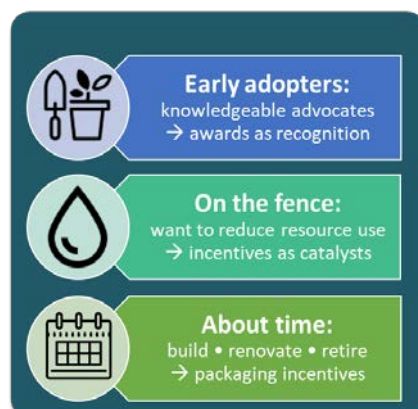 Early adopters:
knowledgeable advocates
→ awards as recognition
On the fence:
want to reduce resource use
→ incentives as catalysts
About time:
build • renovate • retire
→ packaging incentives